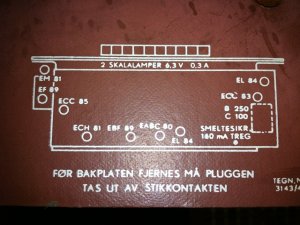 2 SKALALAMPER 6,3 V 0,3 A
EM 81
EF 89
EL 84
ECC 83
ECC 85
B 250
C 100
ECH 81 EBF 89 EABC 80
EL 84
SMELTESIKR.
160 mA TREG
FØR BAKPLATEN FJERNES MÅ PLUGGEN
TAS UT AV STIKKONTAKTEN
TEGN.N
3143/4